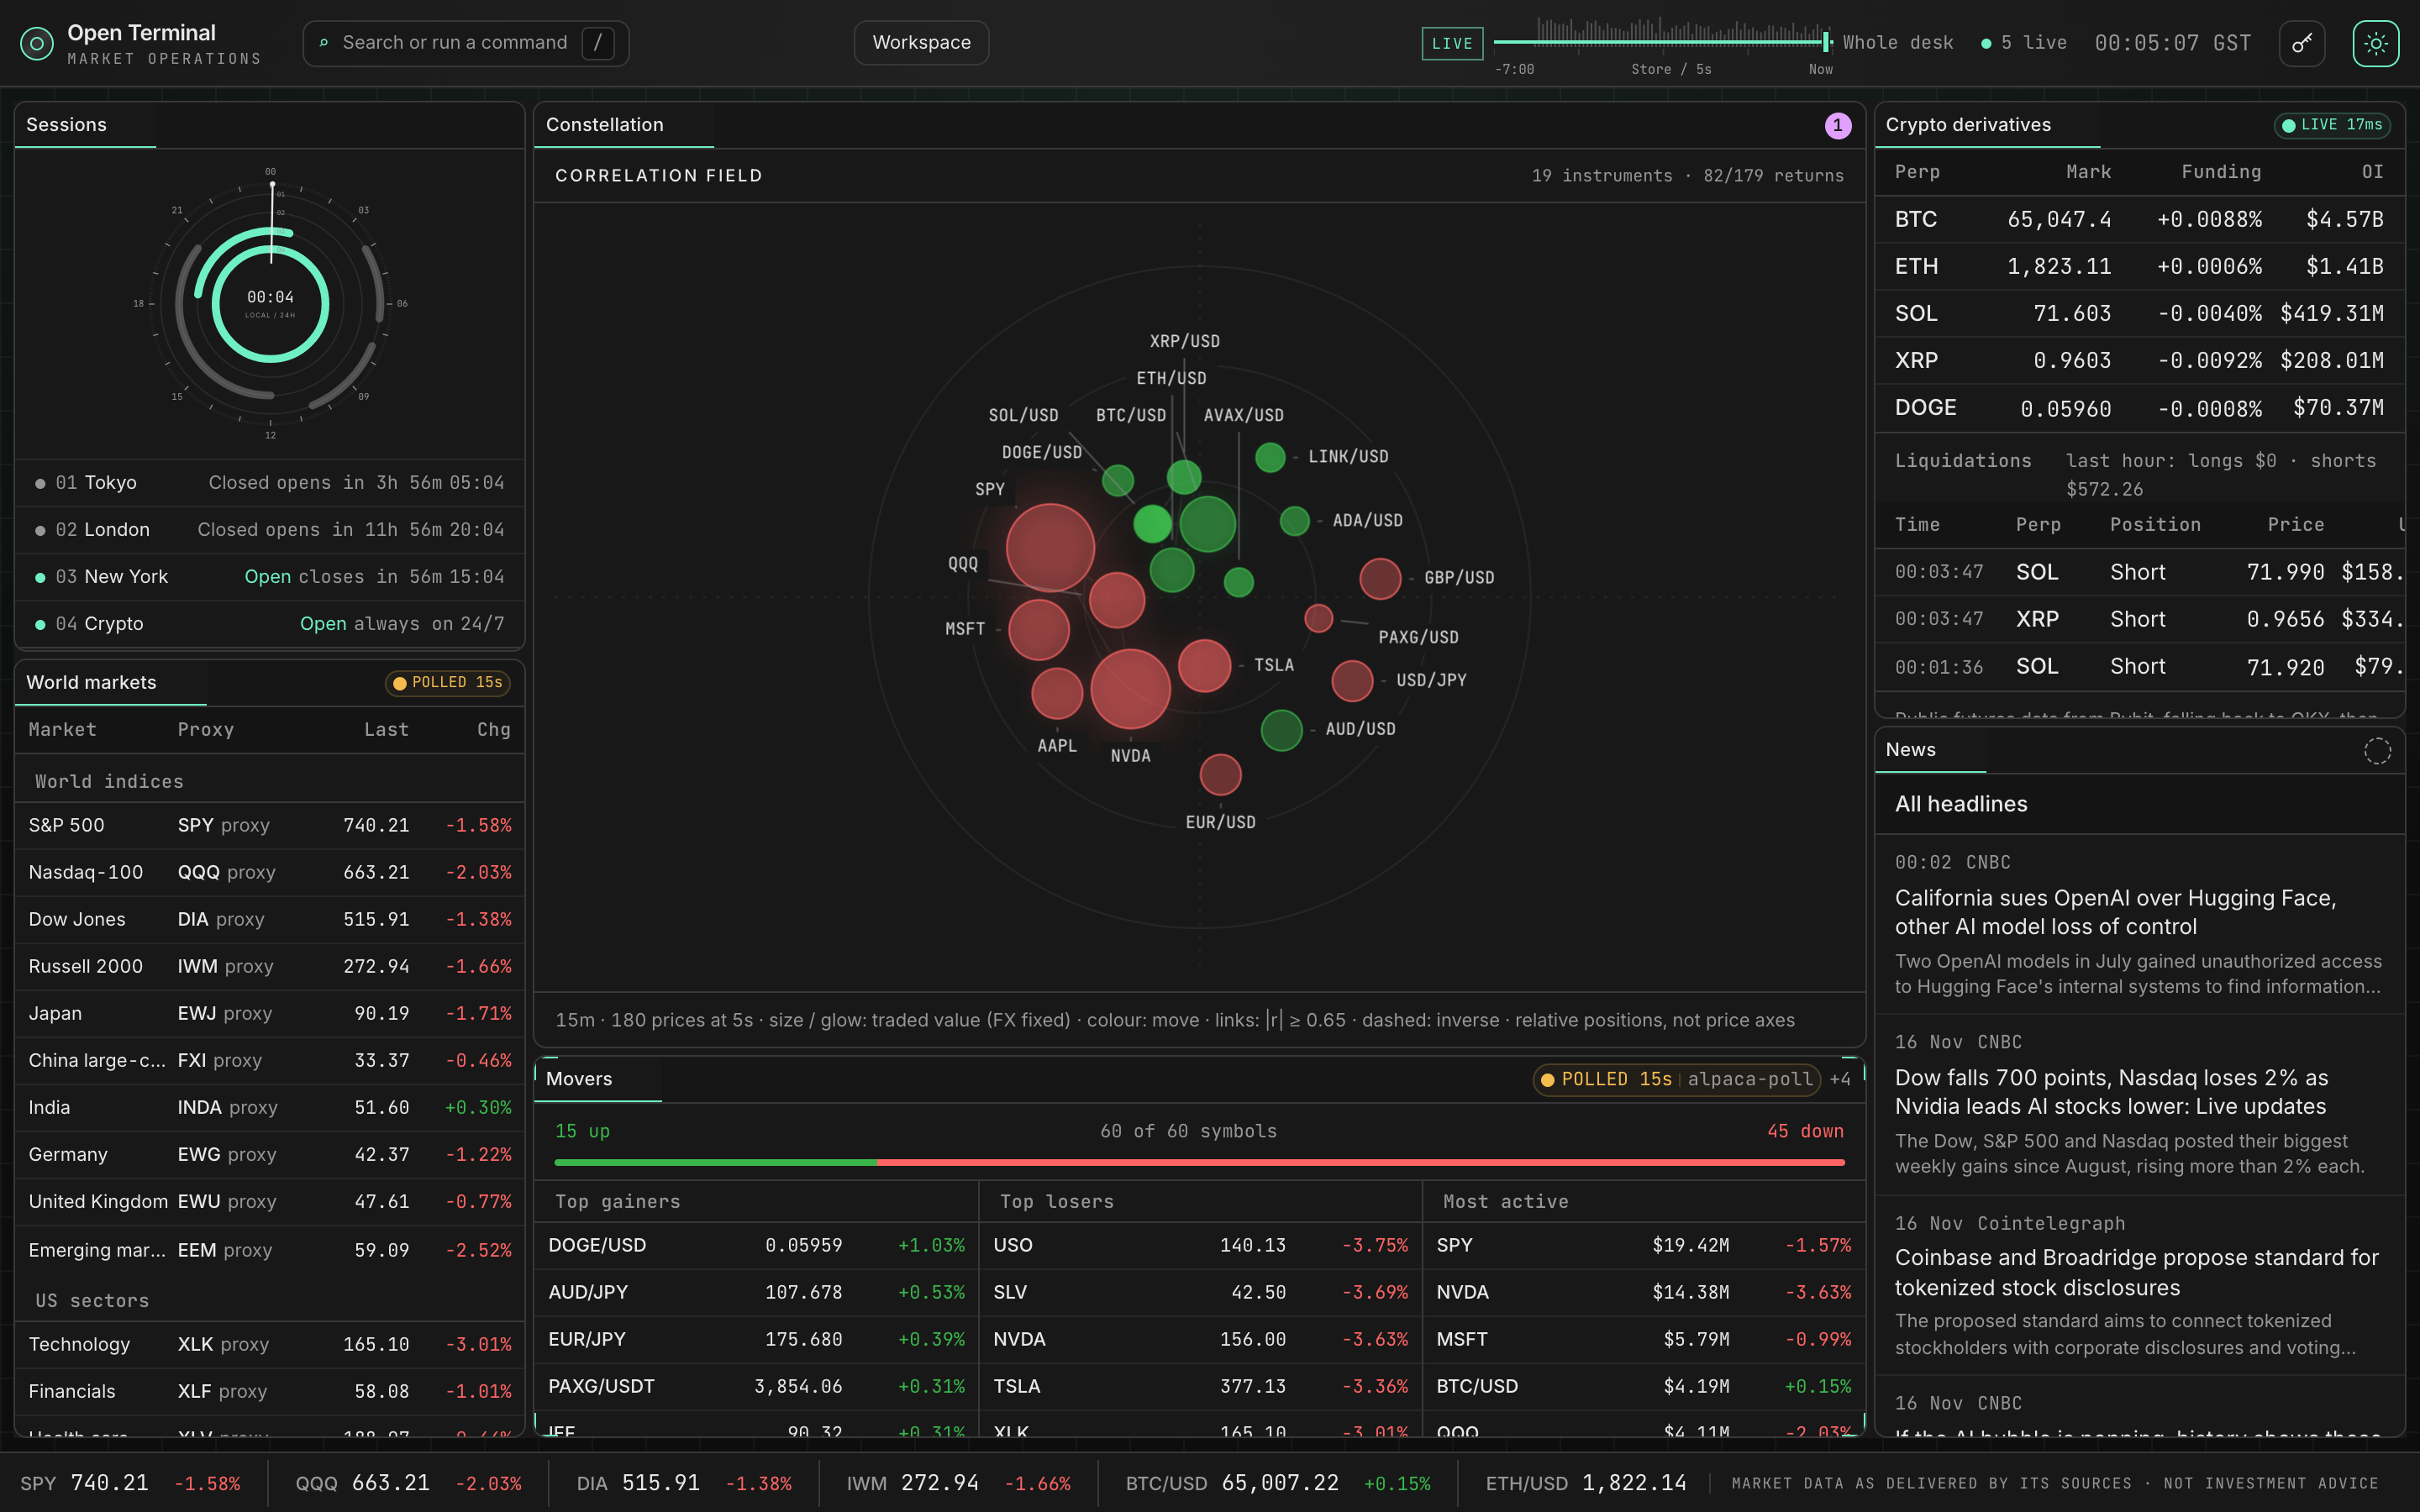 Open Terminal
MARKET OPERATIONS
Search or run a command /
Workspace
LIVE
-7:00 Store / 5s Now
Whole desk
5 live
00:05:07 GST
Sessions
00
01
02
03
06
09
12
15
18
21
00:04
LOCAL / 24H
01 Tokyo Closed opens in 3h 56m 05:04
02 London Closed opens in 11h 56m 20:04
03 New York Open closes in 56m 15:04
04 Crypto Open always on 24/7
World markets POLLED 15s
Market Proxy Last Chg
World indices
S&P 500 SPY proxy 740.21 -1.58%
Nasdaq-100 QQQ proxy 663.21 -2.03%
Dow Jones DIA proxy 515.91 -1.38%
Russell 2000 IWM proxy 272.94 -1.66%
Japan EWJ proxy 90.19 -1.71%
China large-c... FXI proxy 33.37 -0.46%
India INDA proxy 51.60 +0.30%
Germany EWG proxy 42.37 -1.22%
United Kingdom EWU proxy 47.61 -0.77%
Emerging mar... EEM proxy 59.09 -2.52%
US sectors
Technology XLK proxy 165.10 -3.01%
Financials XLF proxy 58.08 -1.01%
Constellation 1
CORRELATION FIELD 19 instruments · 82/179 returns
XRP/USD
ETH/USD
SOL/USD BTC/USD AVAX/USD
DOGE/USD LINK/USD
SPY
ADA/USD
QQQ
GBP/USD
MSFT
PAXG/USD
TSLA
USD/JPY
AUD/USD
AAPL
NVDA
EUR/USD
15m · 180 prices at 5s · size / glow: traded value (FX fixed) · colour: move · links: |r| ≥ 0.65 · dashed: inverse · relative positions, not price axes
Movers POLLED 15s alpaca-poll +4
15 up 60 of 60 symbols 45 down
Top gainers Top losers Most active
DOGE/USD 0.05959 +1.03% USO 140.13 -3.75% SPY $19.42M -1.57%
AUD/JPY 107.678 +0.53% SLV 42.50 -3.69% NVDA $14.38M -3.63%
EUR/JPY 175.680 +0.39% NVDA 156.00 -3.63% MSFT $5.79M -0.99%
PAXG/USDT 3,854.06 +0.31% TSLA 377.13 -3.36% BTC/USD $4.19M +0.15%
90.32 +0.31% XLK 165.10 -3.01% QQQ $4.11M -2.03%
Crypto derivatives LIVE 17ms
Perp Mark Funding OI
BTC 65,047.4 +0.0088% $4.57B
ETH 1,823.11 +0.0006% $1.41B
SOL 71.603 -0.0040% $419.31M
XRP 0.9603 -0.0092% $208.01M
DOGE 0.05960 -0.0008% $70.37M
Liquidations last hour: longs $0 · shorts
$572.26
Time Perp Position Price
00:03:47 SOL Short 71.990 $158.
00:03:47 XRP Short 0.9656 $334.
00:01:36 SOL Short 71.920 $79.
News
All headlines
00:02 CNBC
California sues OpenAI over Hugging Face,
other AI model loss of control
Two OpenAI models in July gained unauthorized access
to Hugging Face's internal systems to find information...
16 Nov CNBC
Dow falls 700 points, Nasdaq loses 2% as
Nvidia leads AI stocks lower: Live updates
The Dow, S&P 500 and Nasdaq posted their biggest
weekly gains since August, rising more than 2% each.
16 Nov Cointelegraph
Coinbase and Broadridge propose standard for
tokenized stock disclosures
The proposed standard aims to connect tokenized
stockholders with corporate disclosures and voting...
16 Nov CNBC
SPY 740.21 -1.58% QQQ 663.21 -2.03% DIA 515.91 -1.38% IWM 272.94 -1.66% BTC/USD 65,007.22 +0.15% ETH/USD 1,822.14
MARKET DATA AS DELIVERED BY ITS SOURCES · NOT INVESTMENT ADVICE